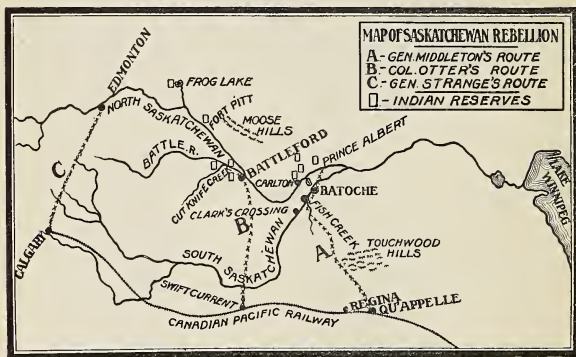 MAP OF SASKATCHEWAN REBELLION
A.- GEN. MIDDLETON'S ROUTE
B.- COL. OTTER'S ROUTE
C.- GEN. STRANGE'S ROUTE
▯.- INDIAN RESERVES
EDMONTON
FROG LAKE
NORTH SASKATCHEWAN
FORT PITT
MOOSE
HILLS
BATTLE R.
BATTLEFORD
PRINCE ALBERT
CUT KNIFE CREEK
CARLTON
BATOCHE
LAKE
WINNIPEG
C
CLARK'S CROSSING
FISH CREEK
B
A
CALGARY
SOUTH SASKATCHEWAN
TOUCHWOOD
HILLS
SWIFT CURRENT
REGINA
QU'APPELLE
CANADIAN PACIFIC RAILWAY